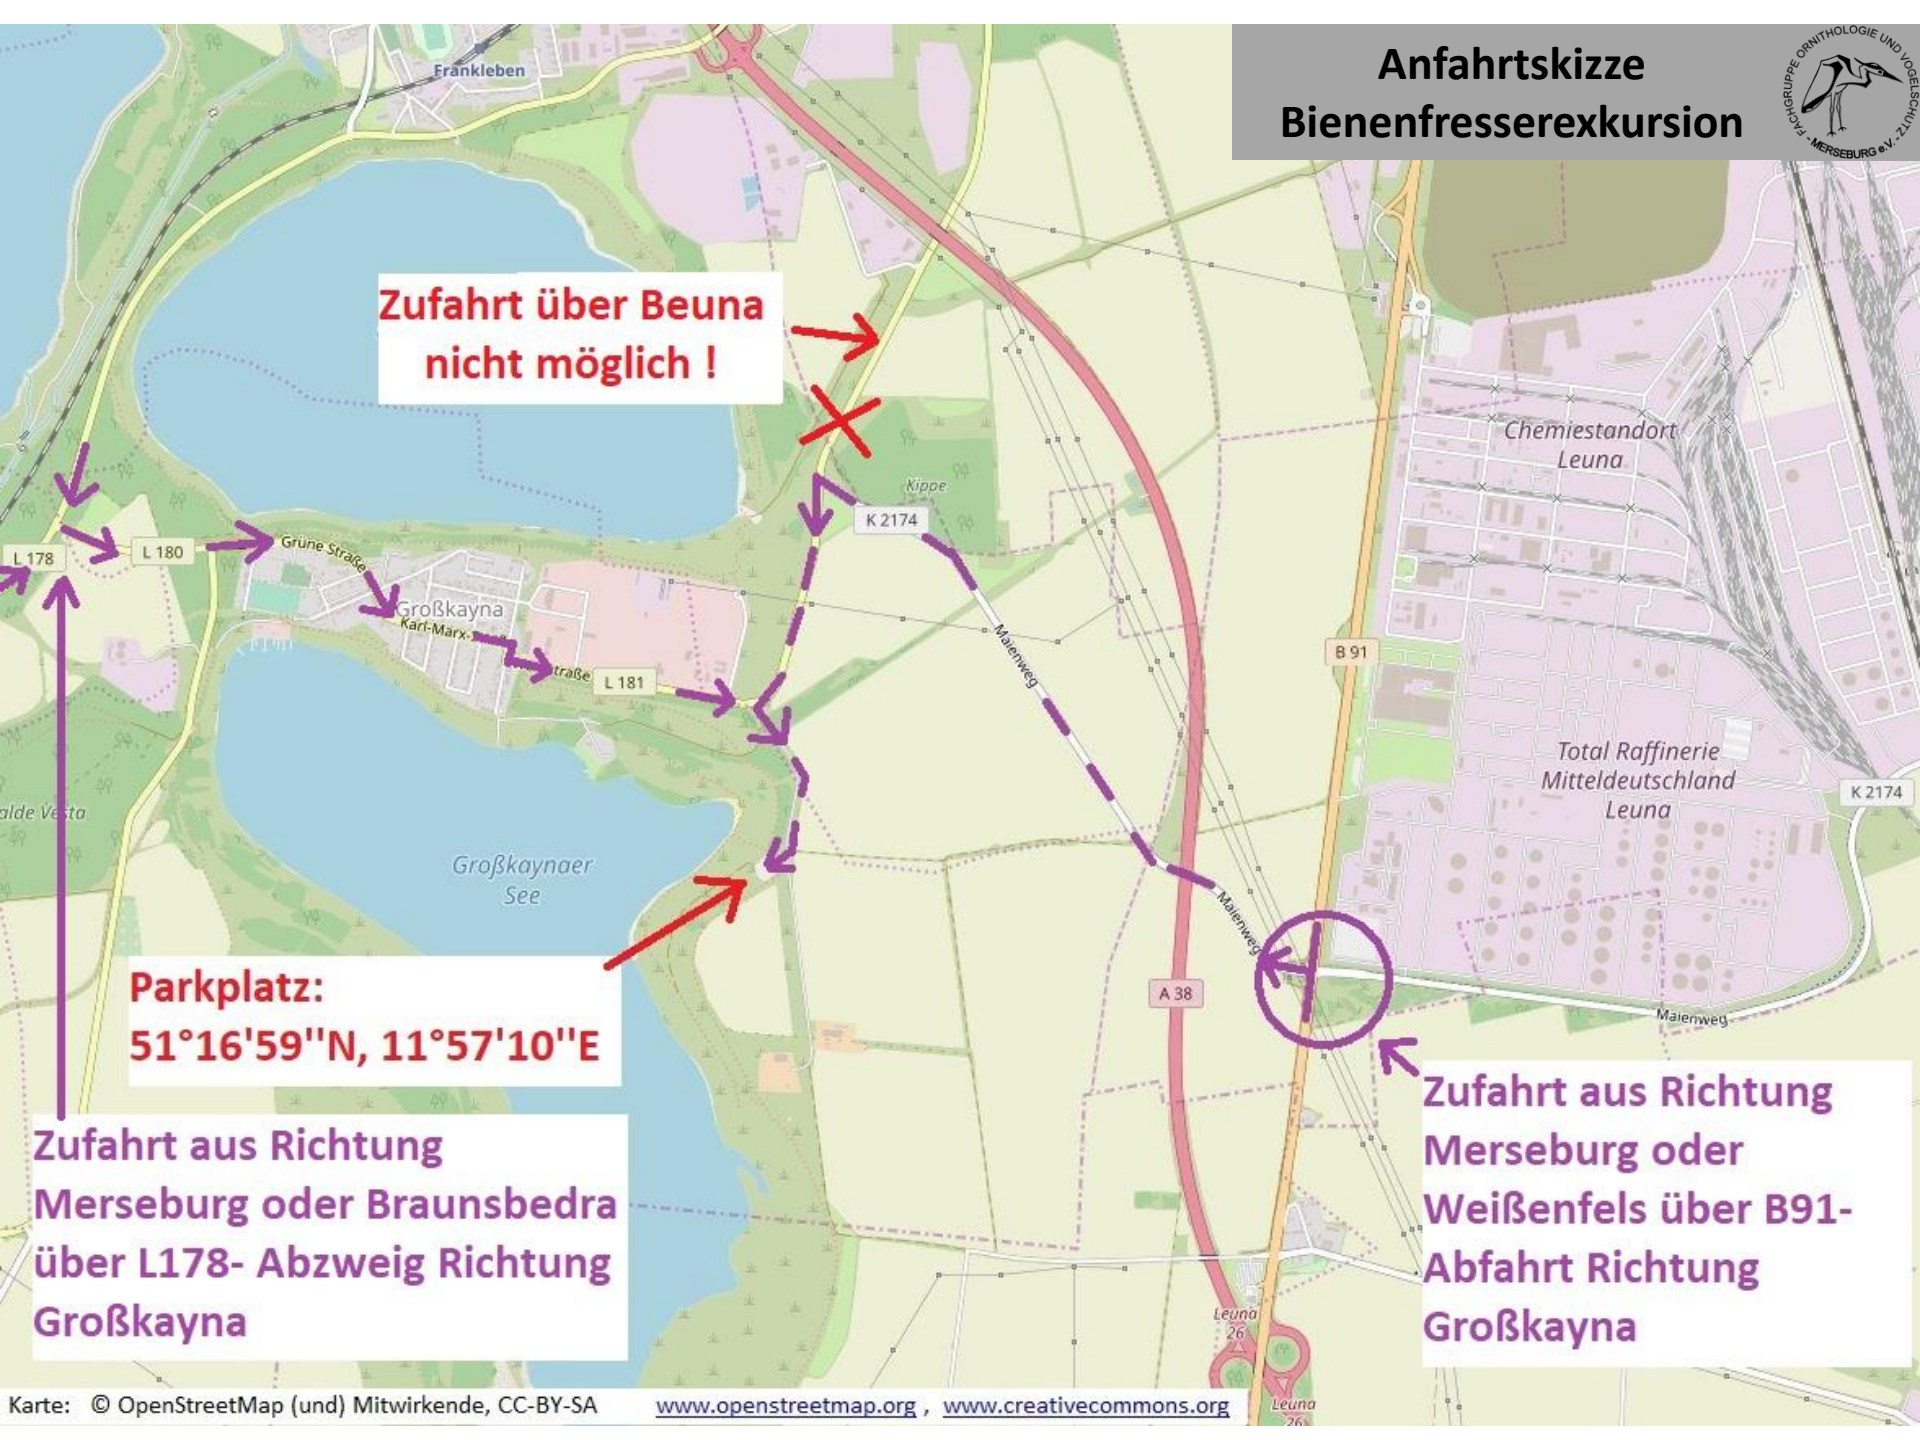 Anfahrtskizze
Bienenfresserexkursion
FACHGRUPPE ORNITHOLOGIE UND VOGELSCHUTZ - MERSEBURG e.V. -
Frankleben
Zufahrt über Beuna
nicht möglich !
Chemiestandort
Leuna
Kippe
K 2174
L 178
L 180
Grüne Straße
Großkayna
Karl-Marx-
straße
L 181
Maienweg
B 91
Total Raffinerie
Mitteldeutschland
Leuna
K 2174
alde Vesta
Großkaynaer
See
Maienweg
A 38
Maienweg
Parkplatz:
51°16'59''N, 11°57'10''E
Zufahrt aus Richtung
Merseburg oder Braunsbedra
über L178- Abzweig Richtung
Großkayna
Zufahrt aus Richtung
Merseburg oder
Weißenfels über B91-
Abfahrt Richtung
Großkayna
Leuna
26
Leuna
26
Karte: © OpenStreetMap (und) Mitwirkende, CC-BY-SA www.openstreetmap.org , www.creativecommons.org